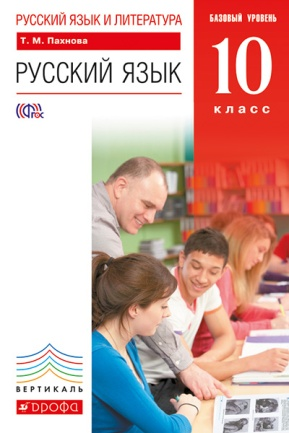 РУССКИЙ ЯЗЫК И ЛИТЕРАТУРА
БАЗОВЫЙ УРОВЕНЬ
Т. М. Пахнова
РУССКИЙ ЯЗЫК
10
класс
ФГОС
ВЕРТИКАЛЬ
ДРОФА